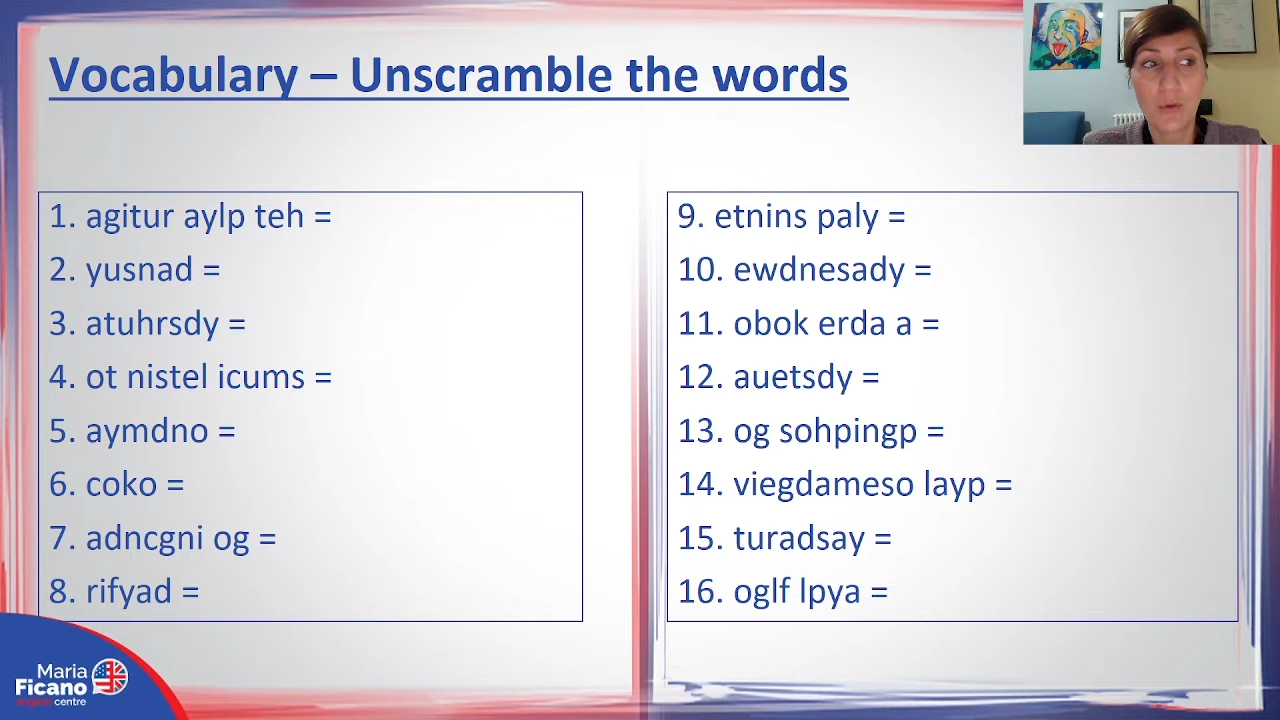 Vocabulary – Unscramble the words
1. agitur aylp teh =
2. yusnad =
3. atuhrsdy =
4. ot nistel icums =
5. aymdno =
6. coko =
7. adncgni og =
8. rifyad =
9. etnins paly =
10. ewdnesady =
11. obok erda a =
12. auetsdy =
13. og sohpingp =
14. viegdameso layp =
15. turadsay =
16. oglf lpya =
Maria
Ficano
english centre